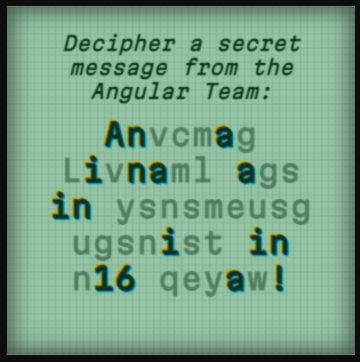 Decipher a secret
message from the
Angular Team:
Anvcmag
Livnaml ags
in ysnsmeusg
ugsnist in
n16 qeyaw!